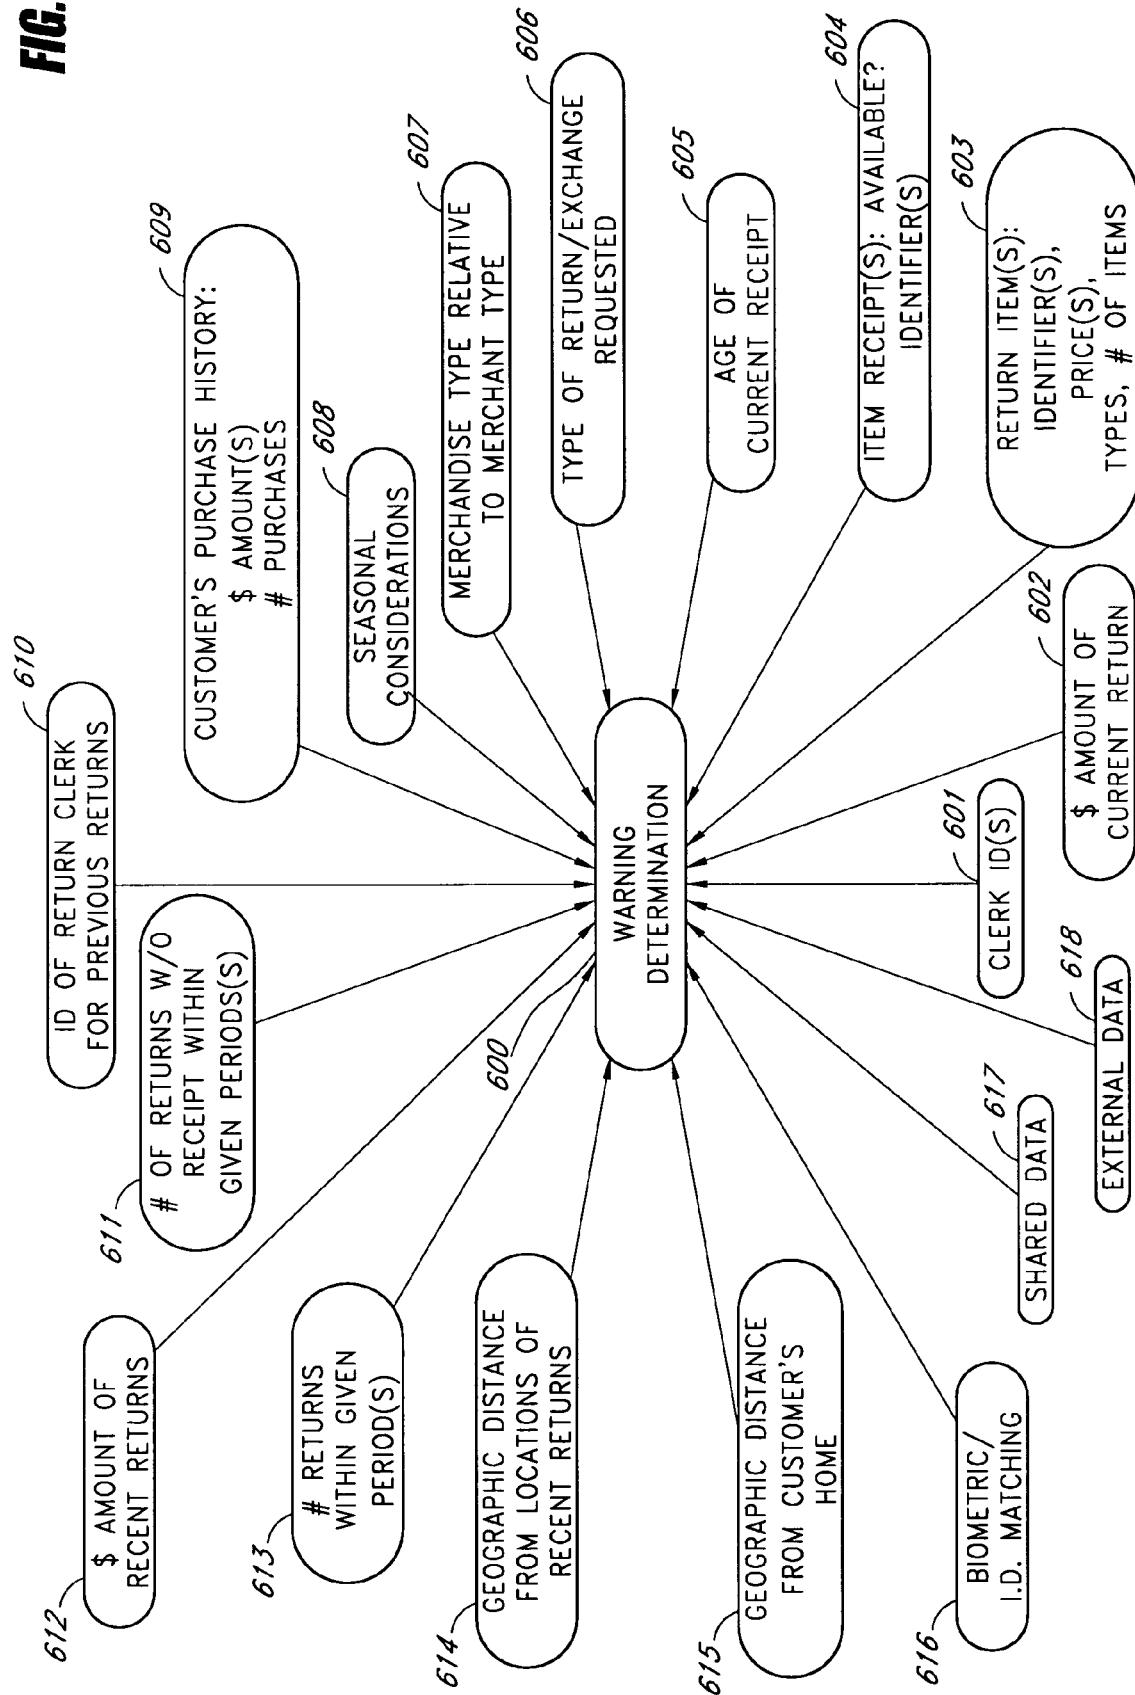 FIG.
610
ID OF RETURN CLERK
FOR PREVIOUS RETURNS
609
CUSTOMER'S PURCHASE HISTORY:
$ AMOUNT(S)
# PURCHASES
608
SEASONAL
CONSIDERATIONS
607
MERCHANDISE TYPE RELATIVE
TO MERCHANT TYPE
606
TYPE OF RETURN/EXCHANGE
REQUESTED
605
AGE OF
CURRENT RECEIPT
604
ITEM RECEIPT(S): AVAILABLE?
IDENTIFIER(S)
603
RETURN ITEM(S):
IDENTIFIER(S),
PRICE(S),
TYPES, # OF ITEMS
602
$ AMOUNT OF
CURRENT RETURN
601
CLERK ID(S)
618
EXTERNAL DATA
617
SHARED DATA
616
BIOMETRIC/
I.D. MATCHING
615
GEOGRAPHIC DISTANCE
FROM CUSTOMER'S
HOME
614
GEOGRAPHIC DISTANCE
FROM LOCATIONS OF
RECENT RETURNS
613
# RETURNS
WITHIN GIVEN
PERIOD(S)
612
$ AMOUNT OF
RECENT RETURNS
611
# OF RETURNS W/O
RECEIPT WITHIN
GIVEN PERIODS(S)
600
WARNING
DETERMINATION